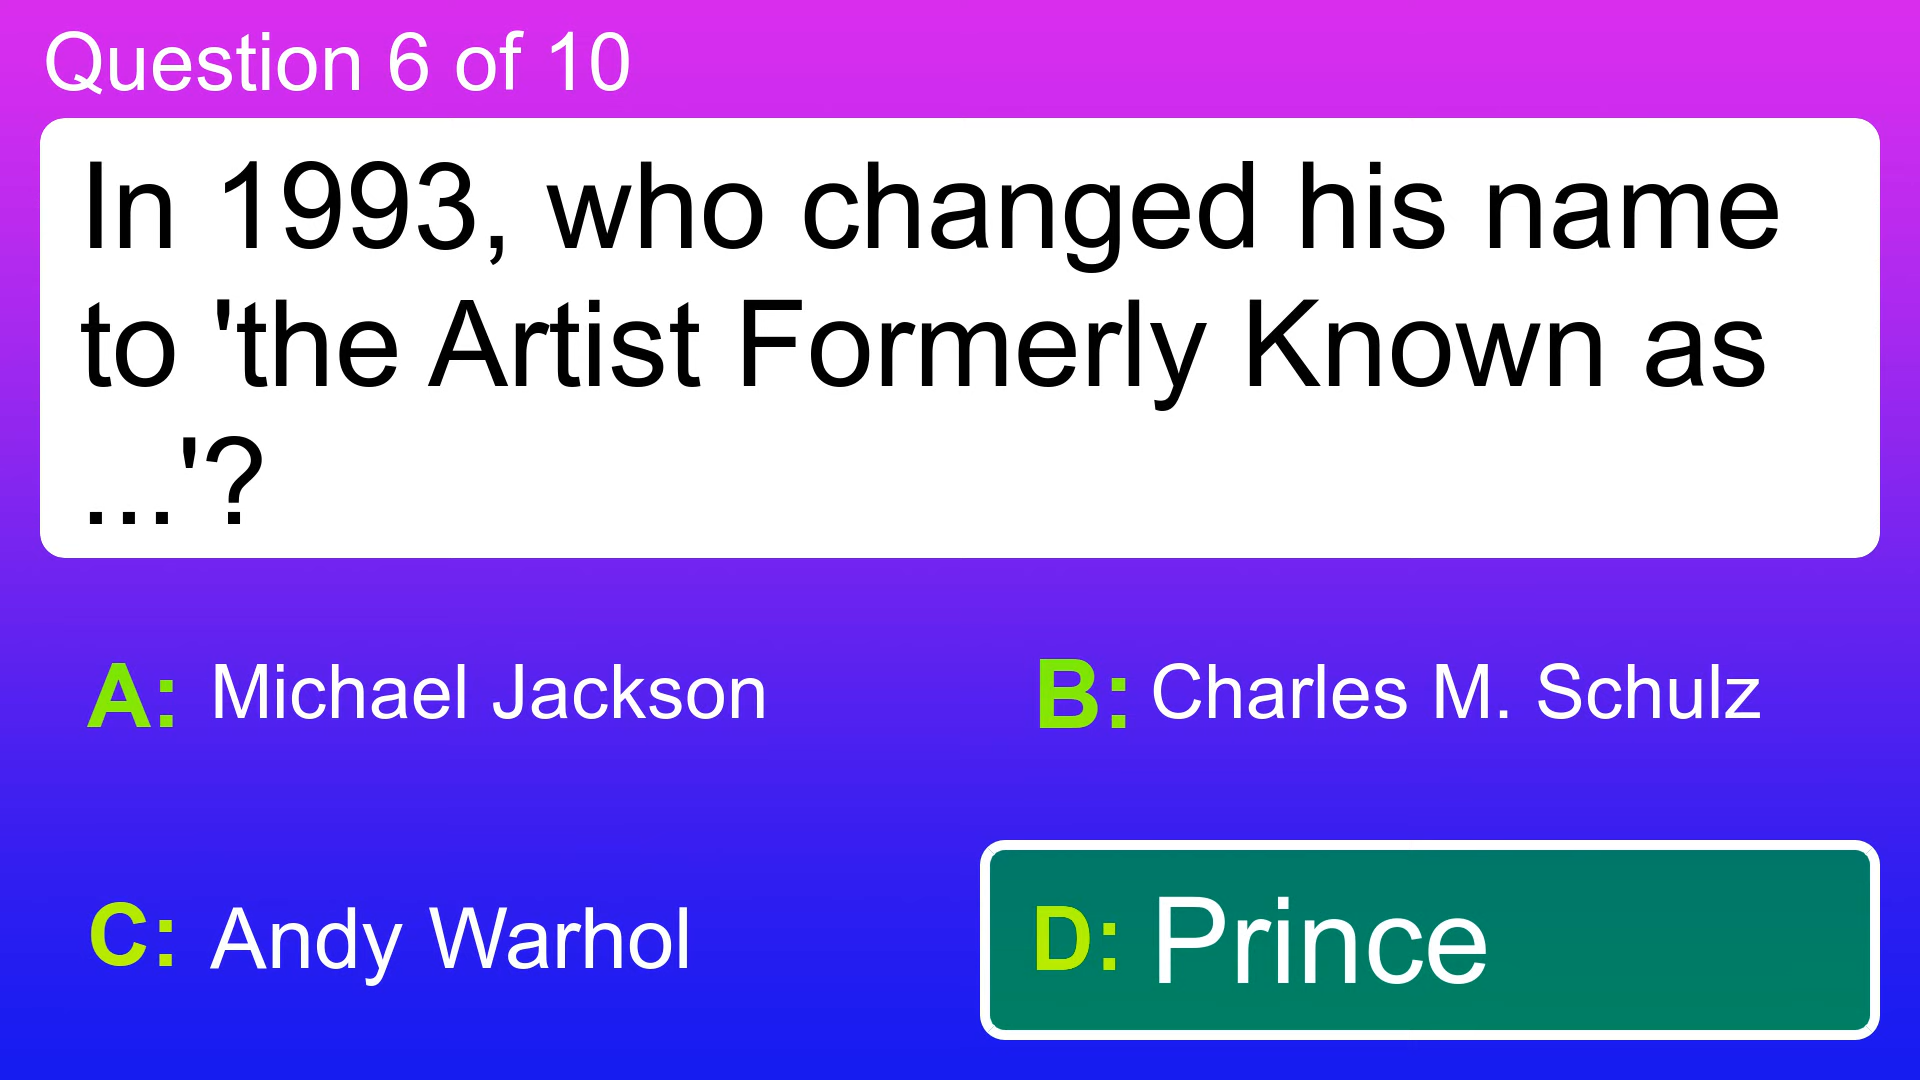 Question 6 of 10
In 1993, who changed his name
to 'the Artist Formerly Known as
...'?
A: Michael Jackson
B: Charles M. Schulz
C: Andy Warhol
D: Prince